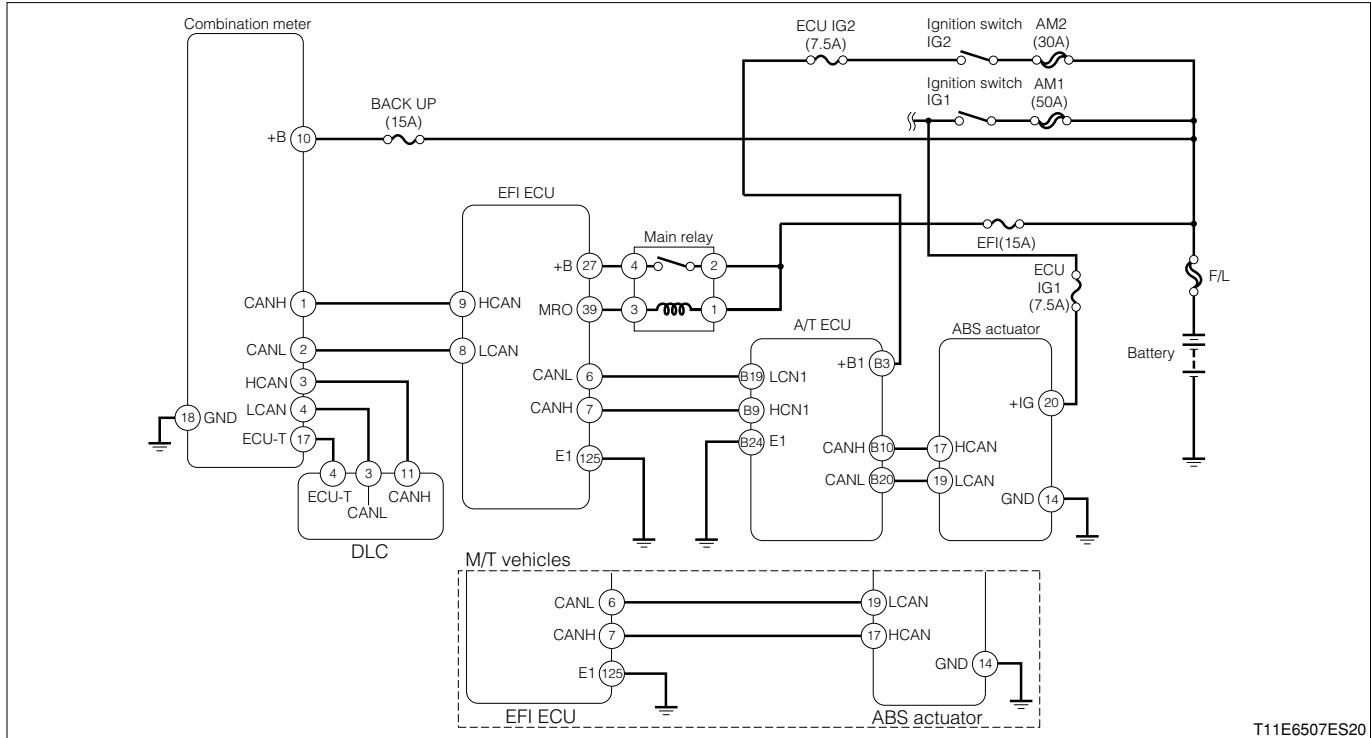 Combination meter
ECU IG2
(7.5A)
Ignition switch
IG2
AM2
(30A)
Ignition switch
IG1
AM1
(50A)
BACK UP
(15A)
+B 10
EFI ECU
Main relay
EFI(15A)
+B 27 4 2
ECU
IG1
(7.5A)
F/L
CANH 1 9 HCAN
MRO 39 3 1
A/T ECU
ABS actuator
CANL 2 8 LCAN
Battery
+B1 B3
CANL 6 B19 LCN1
HCAN 3
+IG 20
LCAN 4
CANH 7 B9 HCN1
18 GND
ECU-T 17
B24 E1
CANH B10 17 HCAN
E1 125
CANL B20 19 LCAN
4 3 11
ECU-T CANL CANH
GND 14
DLC
M/T vehicles
CANL 6 19 LCAN
CANH 7 17 HCAN
E1 125
GND 14
EFI ECU
ABS actuator
T11E6507ES20